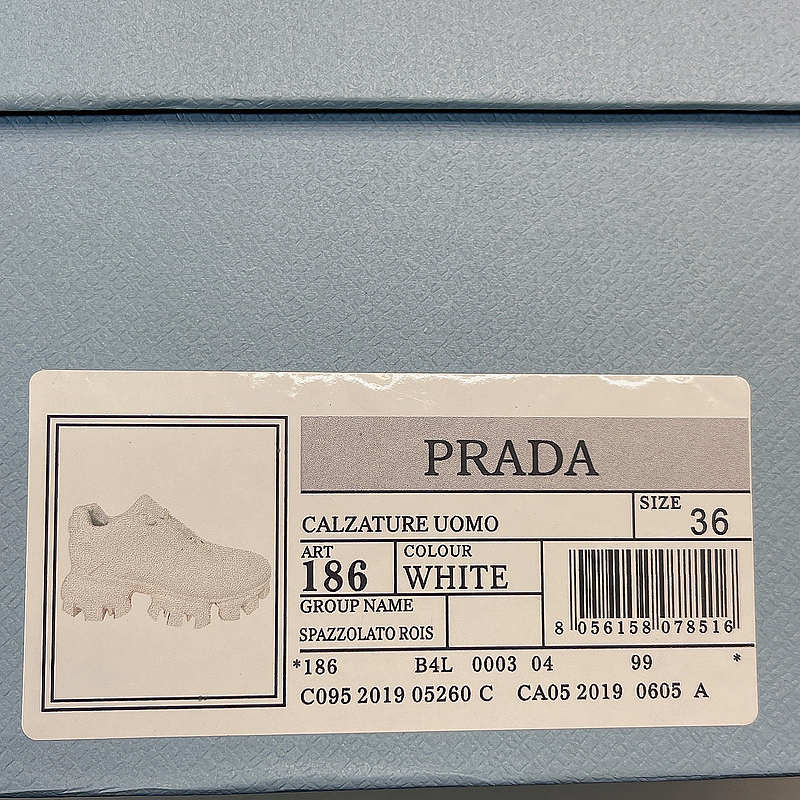 PRADA
CALZATURE UOMO
SIZE
36
ART
186
COLOUR
WHITE
GROUP NAME
SPAZZOLATO ROIS
8 056158 078516
*186 B4L 0003 04 99 *
C095 2019 05260 C CA05 2019 0605 A